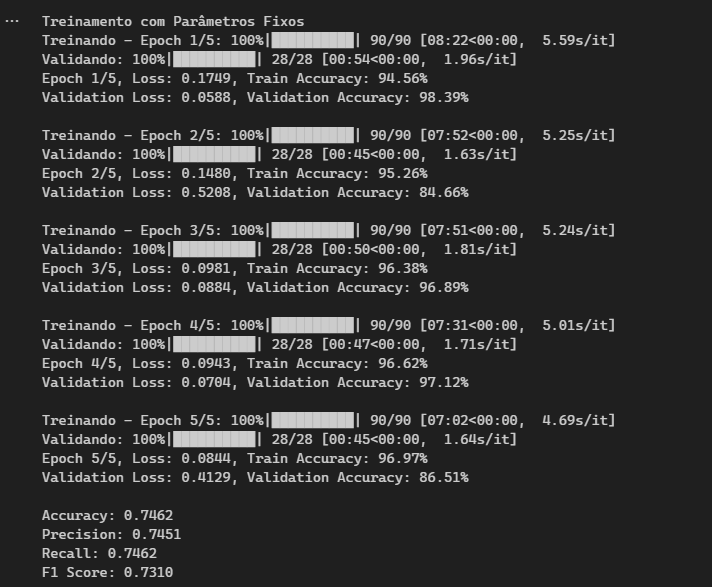 ...
Treinamento com Parâmetros Fixos
Treinando - Epoch 1/5: 100%|██████████| 90/90 [08:22<00:00,  5.59s/it]
Validando: 100%|██████████| 28/28 [00:54<00:00,  1.96s/it]
Epoch 1/5, Loss: 0.1749, Train Accuracy: 94.56%
Validation Loss: 0.0588, Validation Accuracy: 98.39%
Treinando - Epoch 2/5: 100%|██████████| 90/90 [07:52<00:00,  5.25s/it]
Validando: 100%|██████████| 28/28 [00:45<00:00,  1.63s/it]
Epoch 2/5, Loss: 0.1480, Train Accuracy: 95.26%
Validation Loss: 0.5208, Validation Accuracy: 84.66%
Treinando - Epoch 3/5: 100%|██████████| 90/90 [07:51<00:00,  5.24s/it]
Validando: 100%|██████████| 28/28 [00:50<00:00,  1.81s/it]
Epoch 3/5, Loss: 0.0981, Train Accuracy: 96.38%
Validation Loss: 0.0884, Validation Accuracy: 96.89%
Treinando - Epoch 4/5: 100%|██████████| 90/90 [07:31<00:00,  5.01s/it]
Validando: 100%|██████████| 28/28 [00:47<00:00,  1.71s/it]
Epoch 4/5, Loss: 0.0943, Train Accuracy: 96.62%
Validation Loss: 0.0704, Validation Accuracy: 97.12%
Treinando - Epoch 5/5: 100%|██████████| 90/90 [07:02<00:00,  4.69s/it]
Validando: 100%|██████████| 28/28 [00:45<00:00,  1.64s/it]
Epoch 5/5, Loss: 0.0844, Train Accuracy: 96.97%
Validation Loss: 0.4129, Validation Accuracy: 86.51%
Accuracy: 0.7462
Precision: 0.7451
Recall: 0.7462
F1 Score: 0.7310